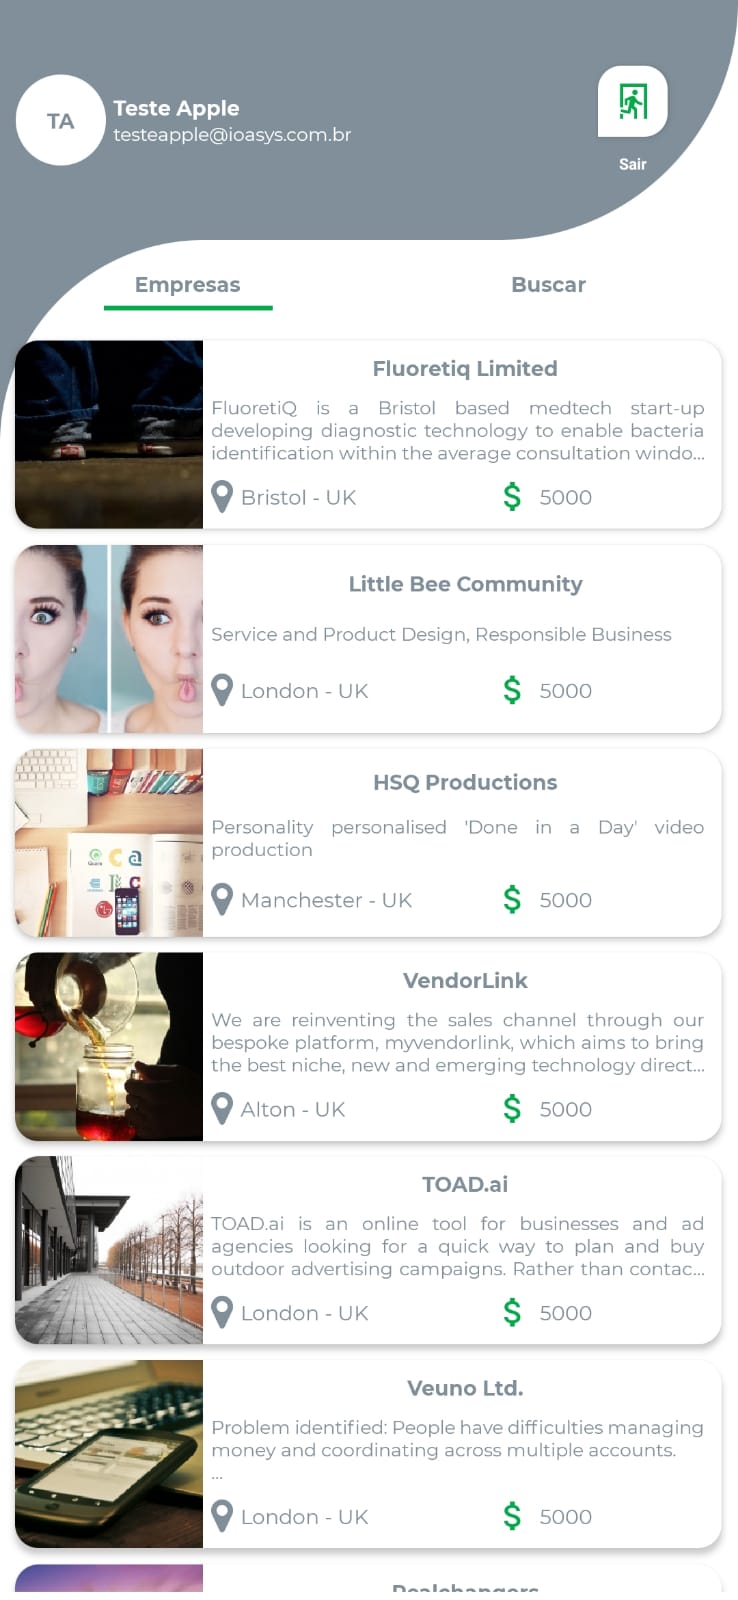 TA
Teste Apple
testeapple@ioasys.com.br
Sair
Empresas
Buscar
Fluoretiq Limited
FluoretiQ is a Bristol based medtech start-up
developing diagnostic technology to enable bacteria
identification within the average consultation windo...
Bristol - UK
$ 5000
Little Bee Community
Service and Product Design, Responsible Business
London - UK
$ 5000
HSQ Productions
Personality personalised 'Done in a Day' video
production
Manchester - UK
$ 5000
VendorLink
We are reinventing the sales channel through our
bespoke platform, myvendorlink, which aims to bring
the best niche, new and emerging technology direct...
Alton - UK
$ 5000
TOAD.ai
TOAD.ai is an online tool for businesses and ad
agencies looking for a quick way to plan and buy
outdoor advertising campaigns. Rather than contac...
London - UK
$ 5000
Veuno Ltd.
Problem identified: People have difficulties managing
money and coordinating across multiple accounts.
...
London - UK
$ 5000
Realchangers